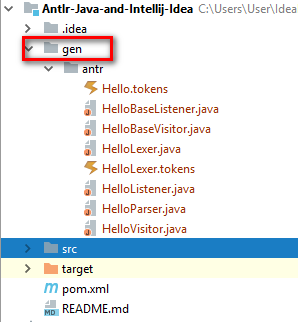 Antlr-Java-and-Intellij-Idea C:\Users\User\Idea
.idea
gen
antr
Hello.tokens
HelloBaseListener.java
HelloBaseVisitor.java
HelloLexer.java
HelloLexer.tokens
HelloListener.java
HelloParser.java
HelloVisitor.java
src
target
m pom.xml
MD README.md